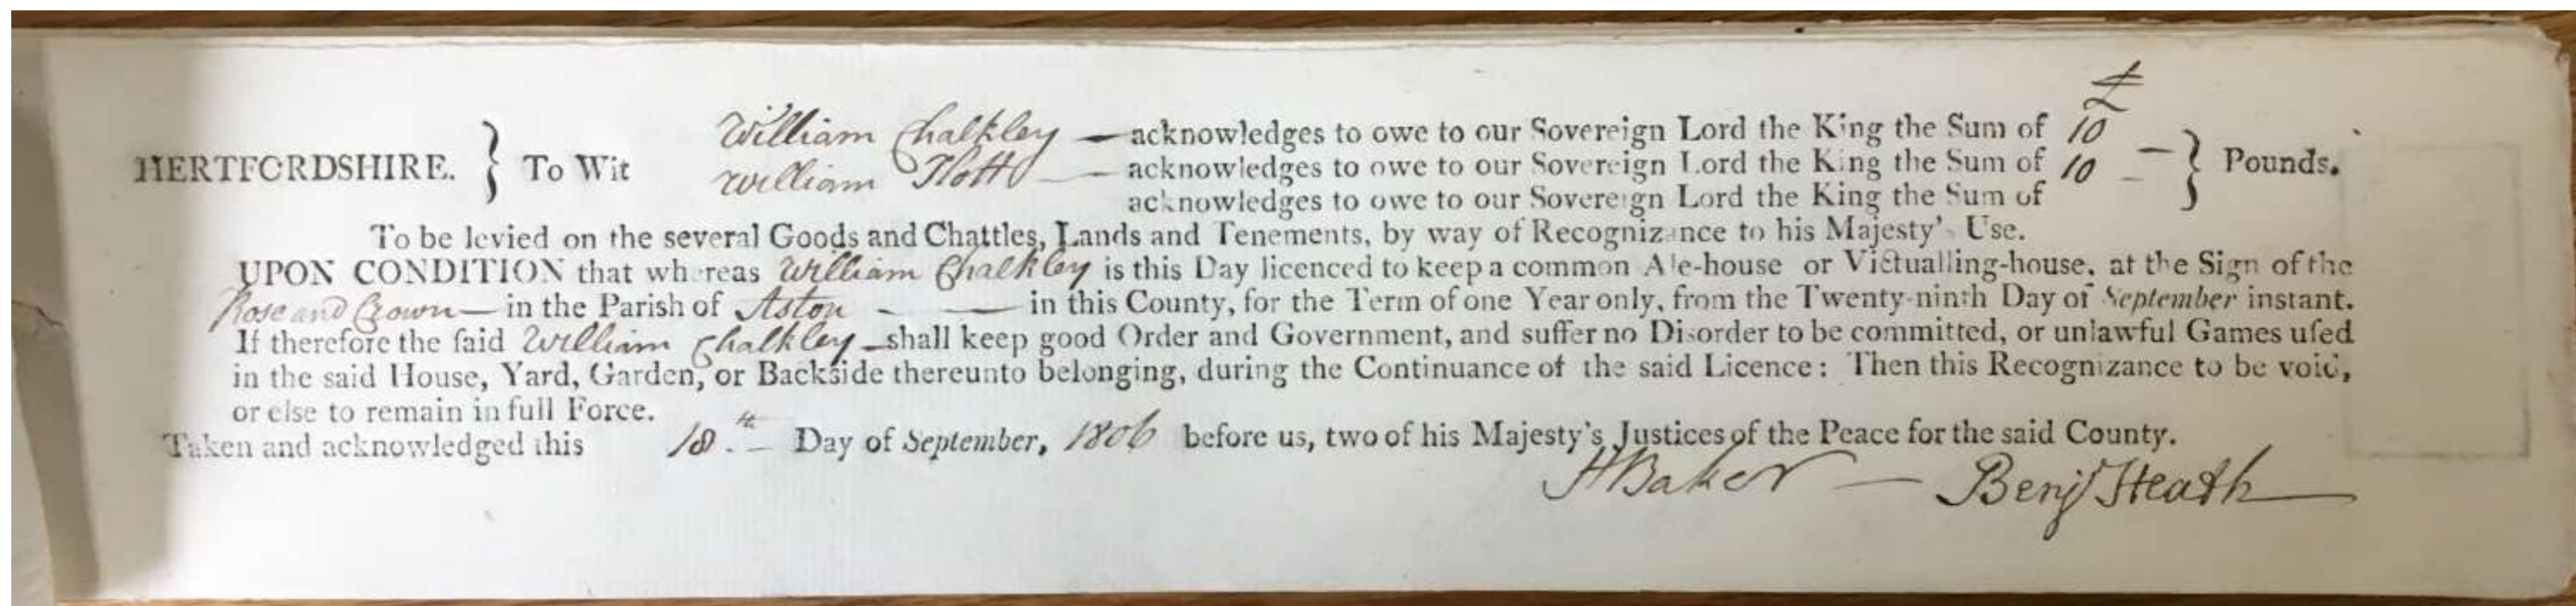 £
William Chalkley — acknowledges to owe to our Sovereign Lord the King the Sum of 10
HERTFORDSHIRE. } To Wit William Plott — acknowledges to owe to our Sovereign Lord the King the Sum of 10 — } Pounds.
acknowledges to owe to our Sovereign Lord the King the Sum of
To be levied on the several Goods and Chattles, Lands and Tenements, by way of Recognizance to his Majesty's Use.
UPON CONDITION that whereas William Chalkley is this Day licenced to keep a common Ale-house or Victualling-house, at the Sign of the
Rose and Crown — in the Parish of Aston - — in this County, for the Term of one Year only, from the Twenty-ninth Day of September instant.
If therefore the ſaid William Chalkley — shall keep good Order and Government, and suffer no Disorder to be committed, or unlawful Games uſed
in the said House, Yard, Garden, or Backside thereunto belonging, during the Continuance of the said Licence: Then this Recognizance to be void,
or else to remain in full Force.
Taken and acknowledged this 18.th Day of September, 1806 before us, two of his Majesty's Justices of the Peace for the said County.
HBaker — Benj Heath